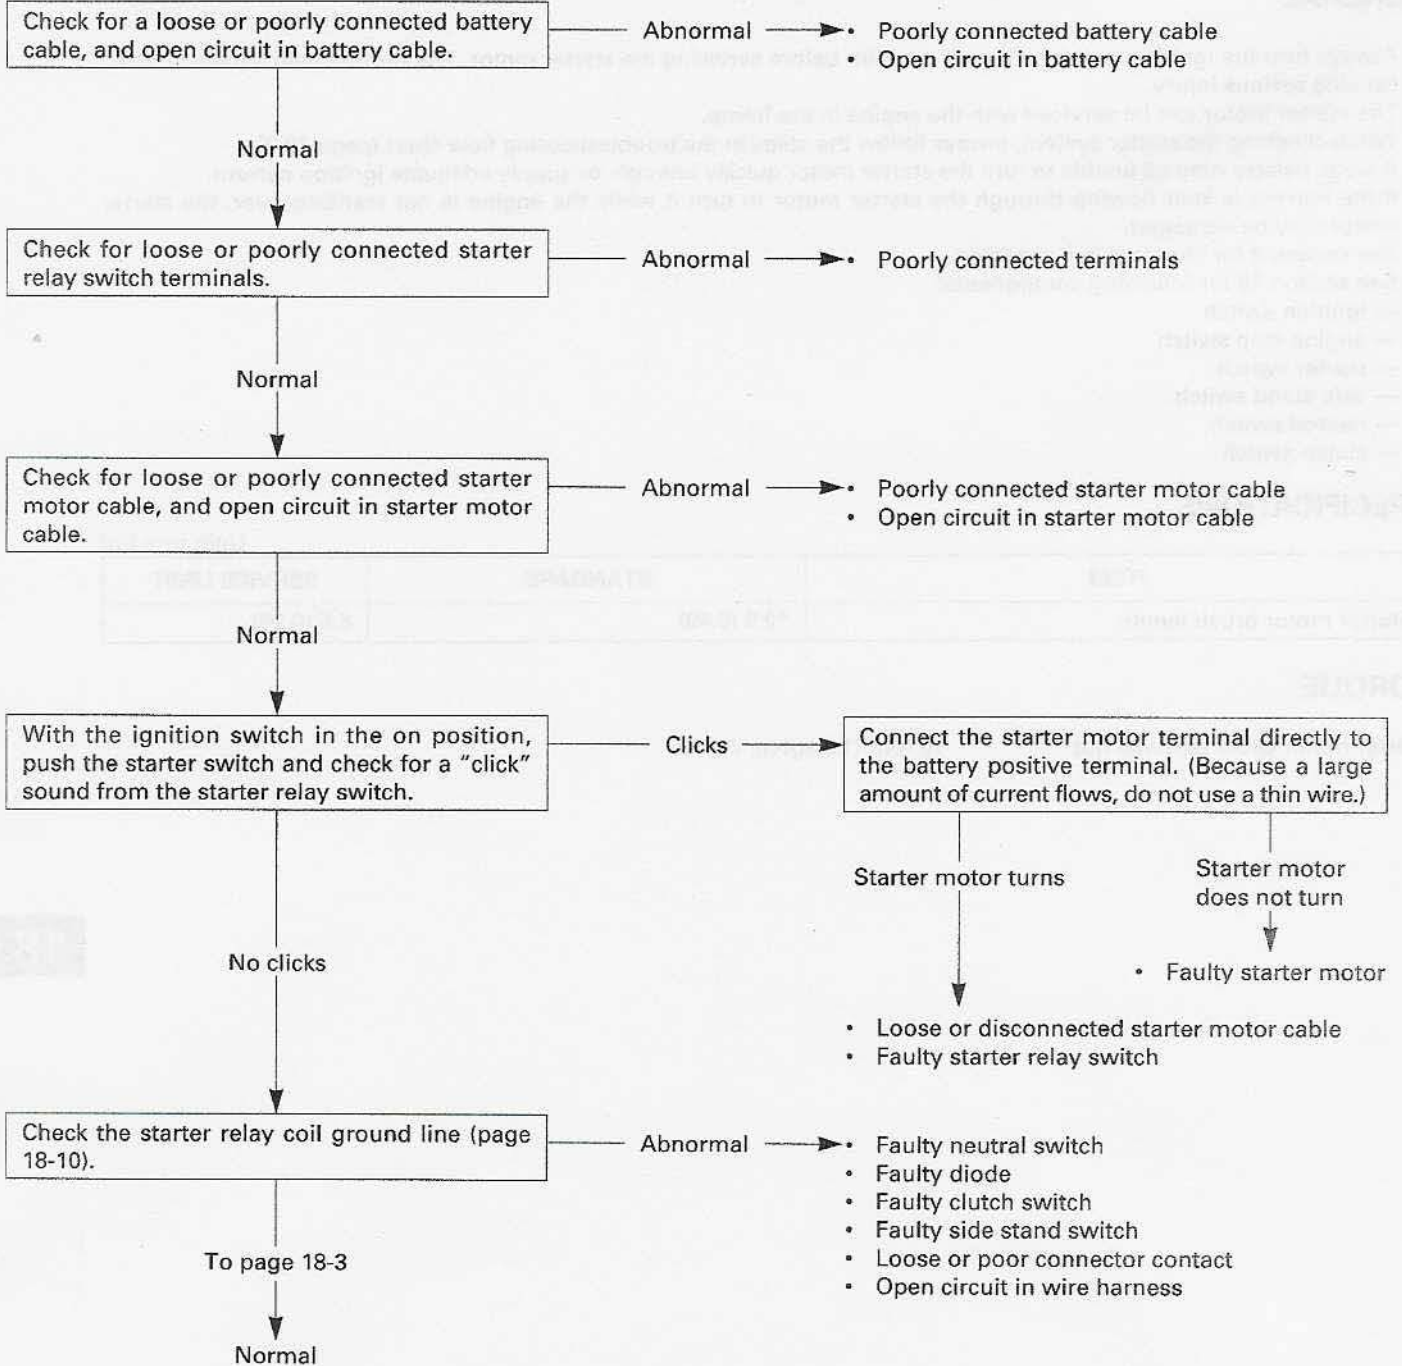 Check for a loose or poorly connected battery
cable, and open circuit in battery cable.
Abnormal
• Poorly connected battery cable
• Open circuit in battery cable
Normal
Check for loose or poorly connected starter
relay switch terminals.
Abnormal
• Poorly connected terminals
Normal
Check for loose or poorly connected starter
motor cable, and open circuit in starter motor
cable.
Abnormal
• Poorly connected starter motor cable
• Open circuit in starter motor cable
Normal
With the ignition switch in the on position,
push the starter switch and check for a "click"
sound from the starter relay switch.
Clicks
Connect the starter motor terminal directly to
the battery positive terminal. (Because a large
amount of current flows, do not use a thin wire.)
Starter motor turns
Starter motor
does not turn
• Faulty starter motor
• Loose or disconnected starter motor cable
• Faulty starter relay switch
No clicks
Check the starter relay coil ground line (page
18-10).
Abnormal
• Faulty neutral switch
• Faulty diode
• Faulty clutch switch
• Faulty side stand switch
• Loose or poor connector contact
• Open circuit in wire harness
To page 18-3
Normal